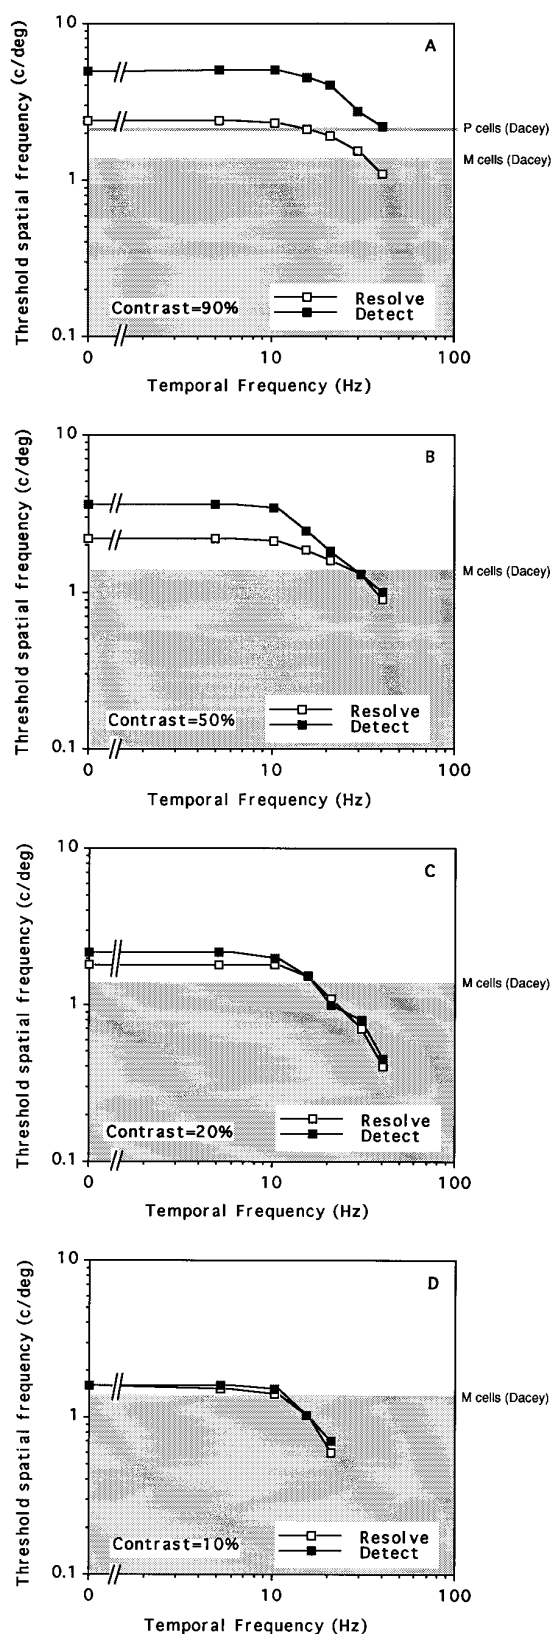 A
Threshold spatial frequency (c/deg)
10
1
0.1
P cells (Dacey)
M cells (Dacey)
Contrast=90%
Resolve
Detect
0
10
100
Temporal Frequency (Hz)
B
Threshold spatial frequency (c/deg)
10
1
0.1
M cells (Dacey)
Contrast=50%
Resolve
Detect
0
10
100
Temporal Frequency (Hz)
C
Threshold spatial frequency (c/deg)
10
1
0.1
M cells (Dacey)
Contrast=20%
Resolve
Detect
0
10
100
Temporal Frequency (Hz)
D
Threshold spatial frequency (c/deg)
10
1
0.1
M cells (Dacey)
Contrast=10%
Resolve
Detect
0
10
100
Temporal Frequency (Hz)